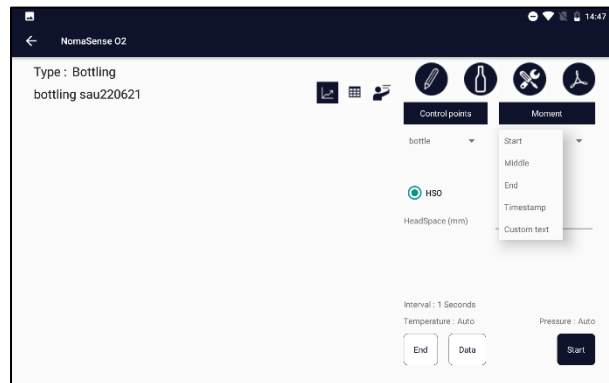 14:47
NomaSense O2
Type : Bottling
bottling sau220621
Control points
Moment
bottle
Start
Middle
End
Timestamp
Custom text
HS0
HeadSpace (mm)
Interval : 1 Seconds
Temperature : Auto
Pressure : Auto
End
Data
Start